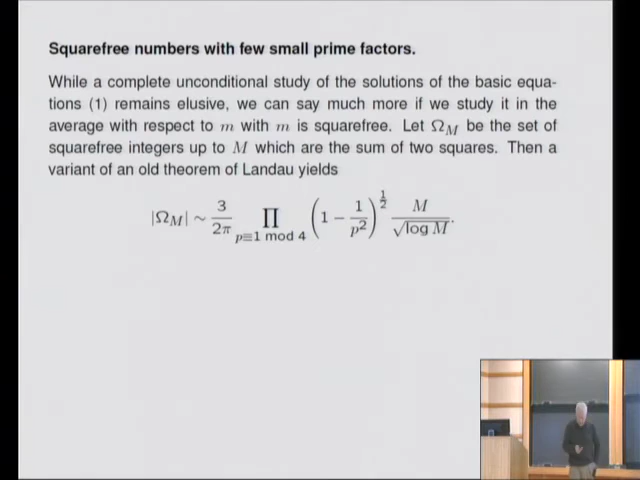 Squarefree numbers with few small prime factors.
While a complete unconditional study of the solutions of the basic equa-
tions (1) remains elusive, we can say much more if we study it in the
average with respect to m with m is squarefree. Let Ω_M be the set of
squarefree integers up to M which are the sum of two squares. Then a
variant of an old theorem of Landau yields
|Ω_M| ∼ 3/2π ∏_{p≡1 mod 4} (1 − 1/p²)^{1/2} M/√log M.